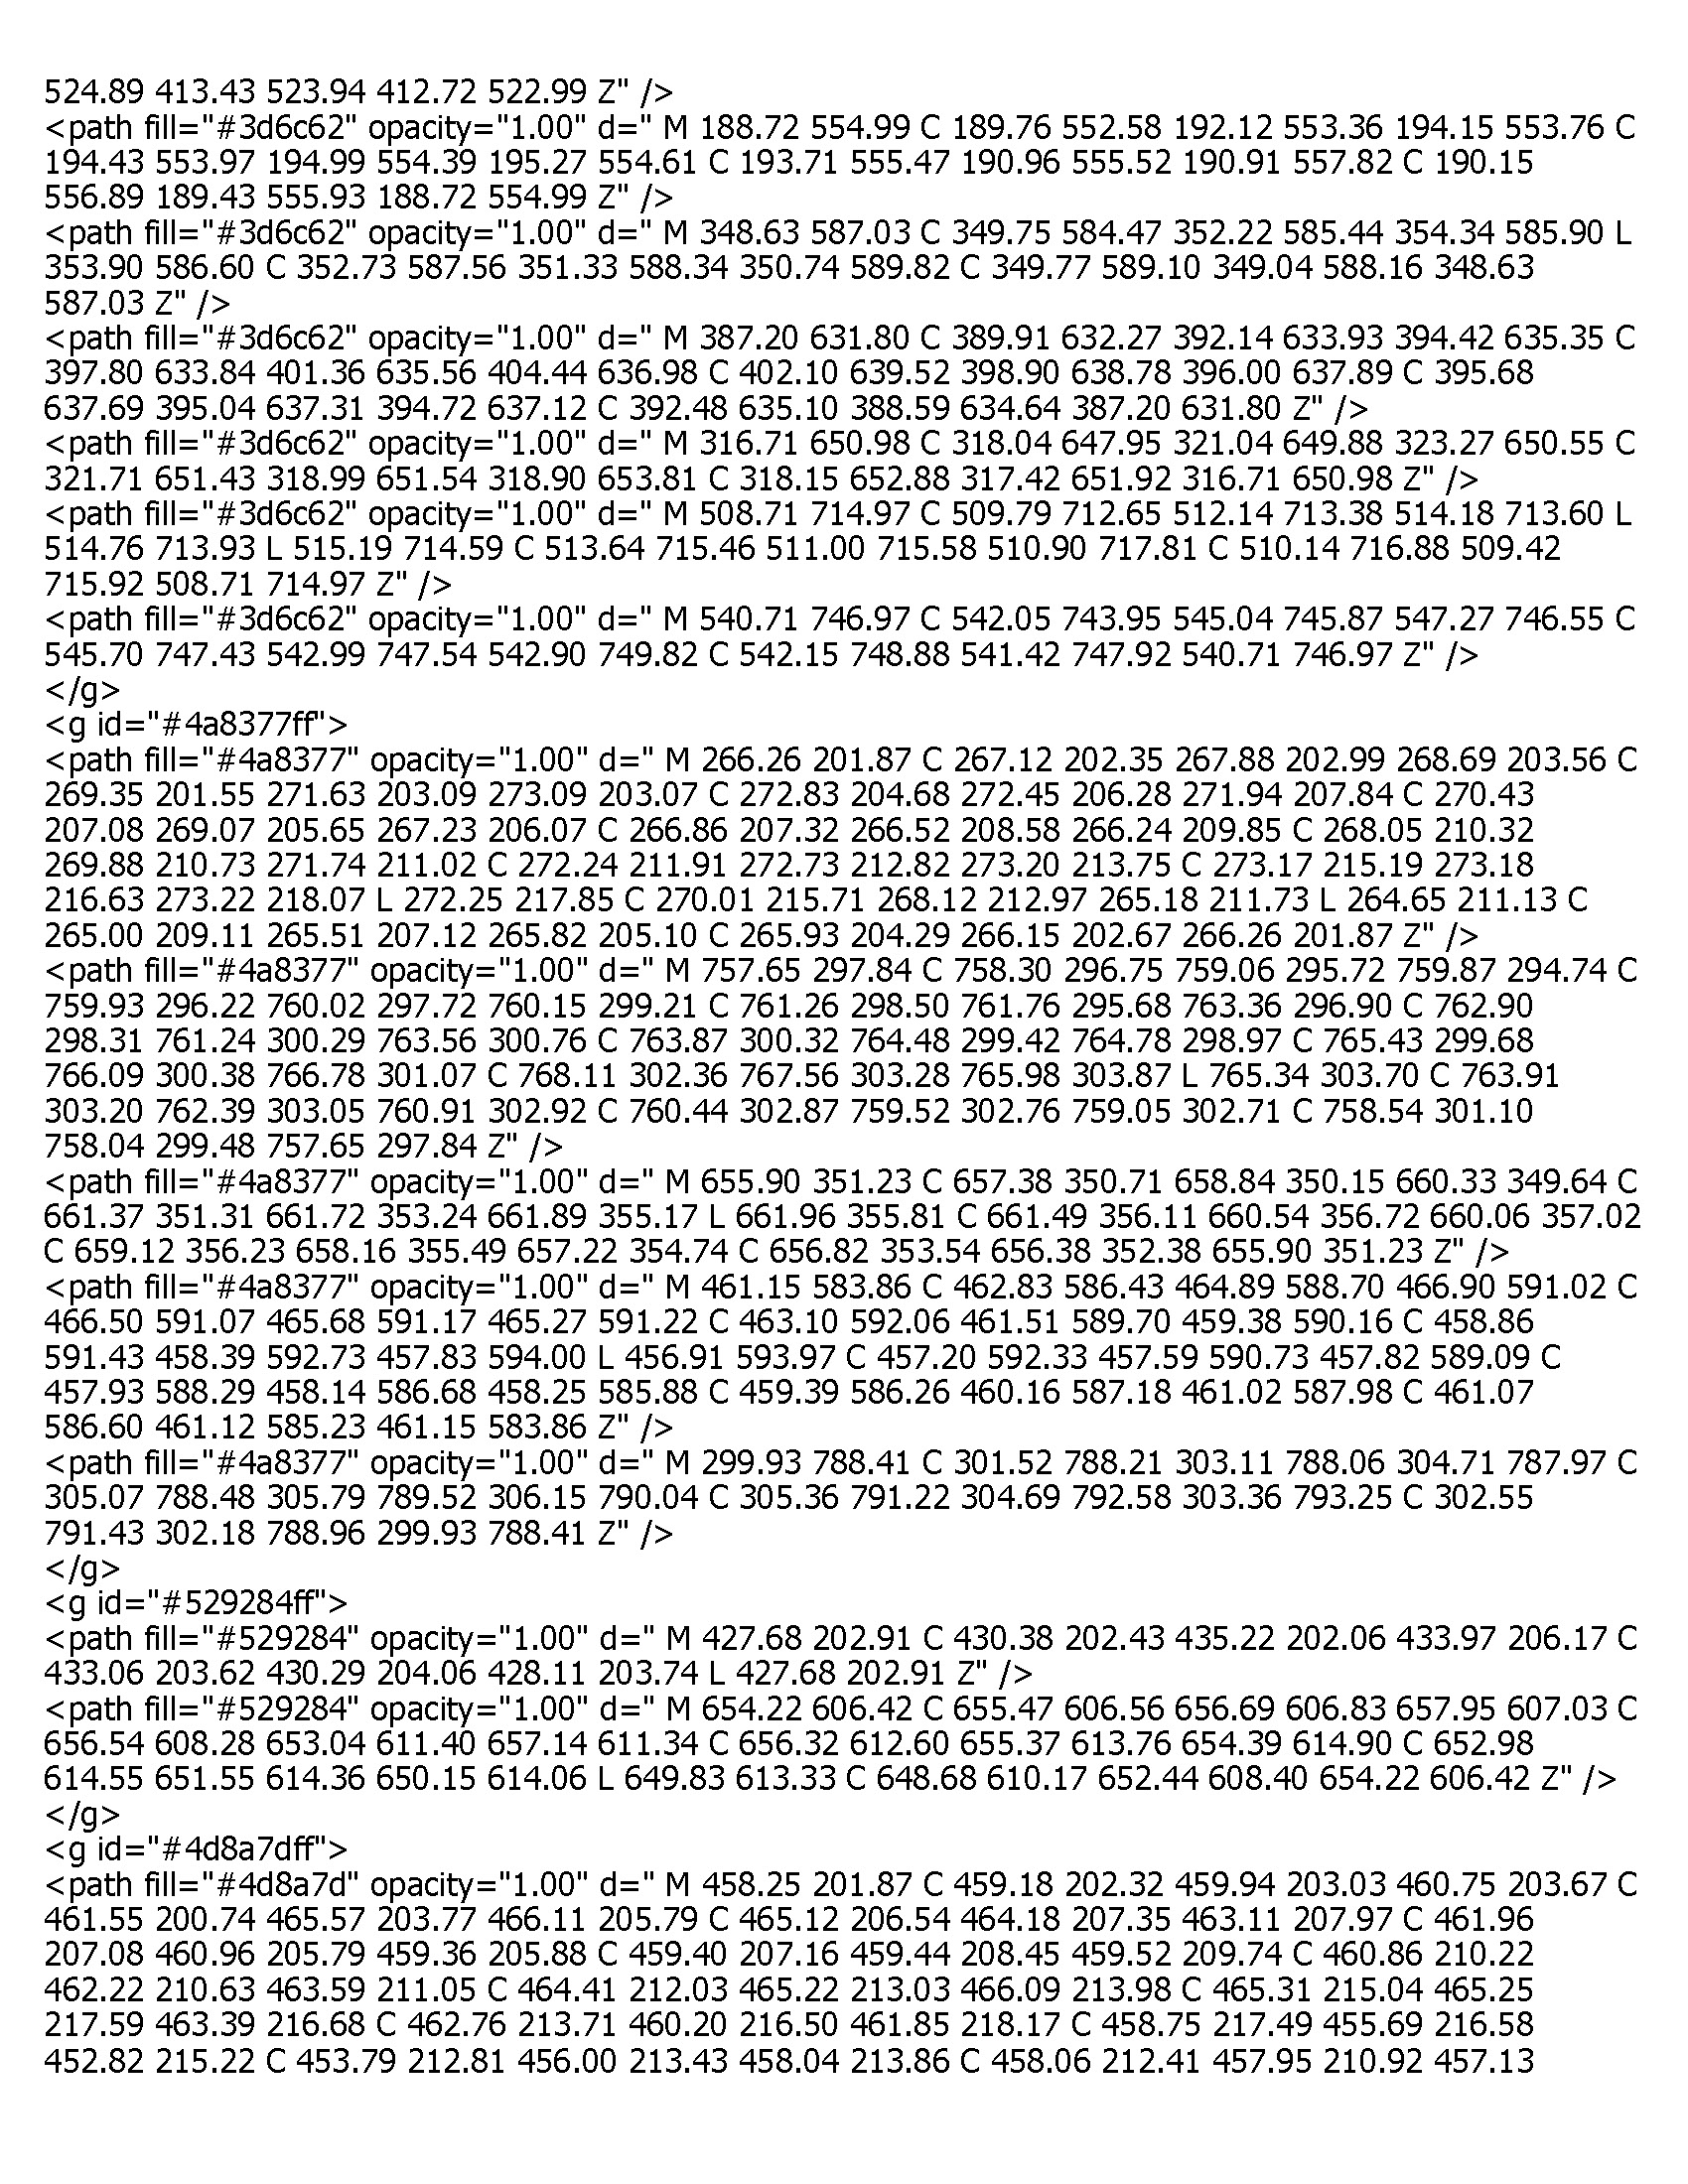 524.89 413.43 523.94 412.72 522.99 Z" />
<path fill="#3d6c62" opacity="1.00" d=" M 188.72 554.99 C 189.76 552.58 192.12 553.36 194.15 553.76 C
194.43 553.97 194.99 554.39 195.27 554.61 C 193.71 555.47 190.96 555.52 190.91 557.82 C 190.15
556.89 189.43 555.93 188.72 554.99 Z" />
<path fill="#3d6c62" opacity="1.00" d=" M 348.63 587.03 C 349.75 584.47 352.22 585.44 354.34 585.90 L
353.90 586.60 C 352.73 587.56 351.33 588.34 350.74 589.82 C 349.77 589.10 349.04 588.16 348.63
587.03 Z" />
<path fill="#3d6c62" opacity="1.00" d=" M 387.20 631.80 C 389.91 632.27 392.14 633.93 394.42 635.35 C
397.80 633.84 401.36 635.56 404.44 636.98 C 402.10 639.52 398.90 638.78 396.00 637.89 C 395.68
637.69 395.04 637.31 394.72 637.12 C 392.48 635.10 388.59 634.64 387.20 631.80 Z" />
<path fill="#3d6c62" opacity="1.00" d=" M 316.71 650.98 C 318.04 647.95 321.04 649.88 323.27 650.55 C
321.71 651.43 318.99 651.54 318.90 653.81 C 318.15 652.88 317.42 651.92 316.71 650.98 Z" />
<path fill="#3d6c62" opacity="1.00" d=" M 508.71 714.97 C 509.79 712.65 512.14 713.38 514.18 713.60 L
514.76 713.93 L 515.19 714.59 C 513.64 715.46 511.00 715.58 510.90 717.81 C 510.14 716.88 509.42
715.92 508.71 714.97 Z" />
<path fill="#3d6c62" opacity="1.00" d=" M 540.71 746.97 C 542.05 743.95 545.04 745.87 547.27 746.55 C
545.70 747.43 542.99 747.54 542.90 749.82 C 542.15 748.88 541.42 747.92 540.71 746.97 Z" />
</g>
<g id="#4a8377ff">
<path fill="#4a8377" opacity="1.00" d=" M 266.26 201.87 C 267.12 202.35 267.88 202.99 268.69 203.56 C
269.35 201.55 271.63 203.09 273.09 203.07 C 272.83 204.68 272.45 206.28 271.94 207.84 C 270.43
207.08 269.07 205.65 267.23 206.07 C 266.86 207.32 266.52 208.58 266.24 209.85 C 268.05 210.32
269.88 210.73 271.74 211.02 C 272.24 211.91 272.73 212.82 273.20 213.75 C 273.17 215.19 273.18
216.63 273.22 218.07 L 272.25 217.85 C 270.01 215.71 268.12 212.97 265.18 211.73 L 264.65 211.13 C
265.00 209.11 265.51 207.12 265.82 205.10 C 265.93 204.29 266.15 202.67 266.26 201.87 Z" />
<path fill="#4a8377" opacity="1.00" d=" M 757.65 297.84 C 758.30 296.75 759.06 295.72 759.87 294.74 C
759.93 296.22 760.02 297.72 760.15 299.21 C 761.26 298.50 761.76 295.68 763.36 296.90 C 762.90
298.31 761.24 300.29 763.56 300.76 C 763.87 300.32 764.48 299.42 764.78 298.97 C 765.43 299.68
766.09 300.38 766.78 301.07 C 768.11 302.36 767.56 303.28 765.98 303.87 L 765.34 303.70 C 763.91
303.20 762.39 303.05 760.91 302.92 C 760.44 302.87 759.52 302.76 759.05 302.71 C 758.54 301.10
758.04 299.48 757.65 297.84 Z" />
<path fill="#4a8377" opacity="1.00" d=" M 655.90 351.23 C 657.38 350.71 658.84 350.15 660.33 349.64 C
661.37 351.31 661.72 353.24 661.89 355.17 L 661.96 355.81 C 661.49 356.11 660.54 356.72 660.06 357.02
C 659.12 356.23 658.16 355.49 657.22 354.74 C 656.82 353.54 656.38 352.38 655.90 351.23 Z" />
<path fill="#4a8377" opacity="1.00" d=" M 461.15 583.86 C 462.83 586.43 464.89 588.70 466.90 591.02 C
466.50 591.07 465.68 591.17 465.27 591.22 C 463.10 592.06 461.51 589.70 459.38 590.16 C 458.86
591.43 458.39 592.73 457.83 594.00 L 456.91 593.97 C 457.20 592.33 457.59 590.73 457.82 589.09 C
457.93 588.29 458.14 586.68 458.25 585.88 C 459.39 586.26 460.16 587.18 461.02 587.98 C 461.07
586.60 461.12 585.23 461.15 583.86 Z" />
<path fill="#4a8377" opacity="1.00" d=" M 299.93 788.41 C 301.52 788.21 303.11 788.06 304.71 787.97 C
305.07 788.48 305.79 789.52 306.15 790.04 C 305.36 791.22 304.69 792.58 303.36 793.25 C 302.55
791.43 302.18 788.96 299.93 788.41 Z" />
</g>
<g id="#529284ff">
<path fill="#529284" opacity="1.00" d=" M 427.68 202.91 C 430.38 202.43 435.22 202.06 433.97 206.17 C
433.06 203.62 430.29 204.06 428.11 203.74 L 427.68 202.91 Z" />
<path fill="#529284" opacity="1.00" d=" M 654.22 606.42 C 655.47 606.56 656.69 606.83 657.95 607.03 C
656.54 608.28 653.04 611.40 657.14 611.34 C 656.32 612.60 655.37 613.76 654.39 614.90 C 652.98
614.55 651.55 614.36 650.15 614.06 L 649.83 613.33 C 648.68 610.17 652.44 608.40 654.22 606.42 Z" />
</g>
<g id="#4d8a7dff">
<path fill="#4d8a7d" opacity="1.00" d=" M 458.25 201.87 C 459.18 202.32 459.94 203.03 460.75 203.67 C
461.55 200.74 465.57 203.77 466.11 205.79 C 465.12 206.54 464.18 207.35 463.11 207.97 C 461.96
207.08 460.96 205.79 459.36 205.88 C 459.40 207.16 459.44 208.45 459.52 209.74 C 460.86 210.22
462.22 210.63 463.59 211.05 C 464.41 212.03 465.22 213.03 466.09 213.98 C 465.31 215.04 465.25
217.59 463.39 216.68 C 462.76 213.71 460.20 216.50 461.85 218.17 C 458.75 217.49 455.69 216.58
452.82 215.22 C 453.79 212.81 456.00 213.43 458.04 213.86 C 458.06 212.41 457.95 210.92 457.13